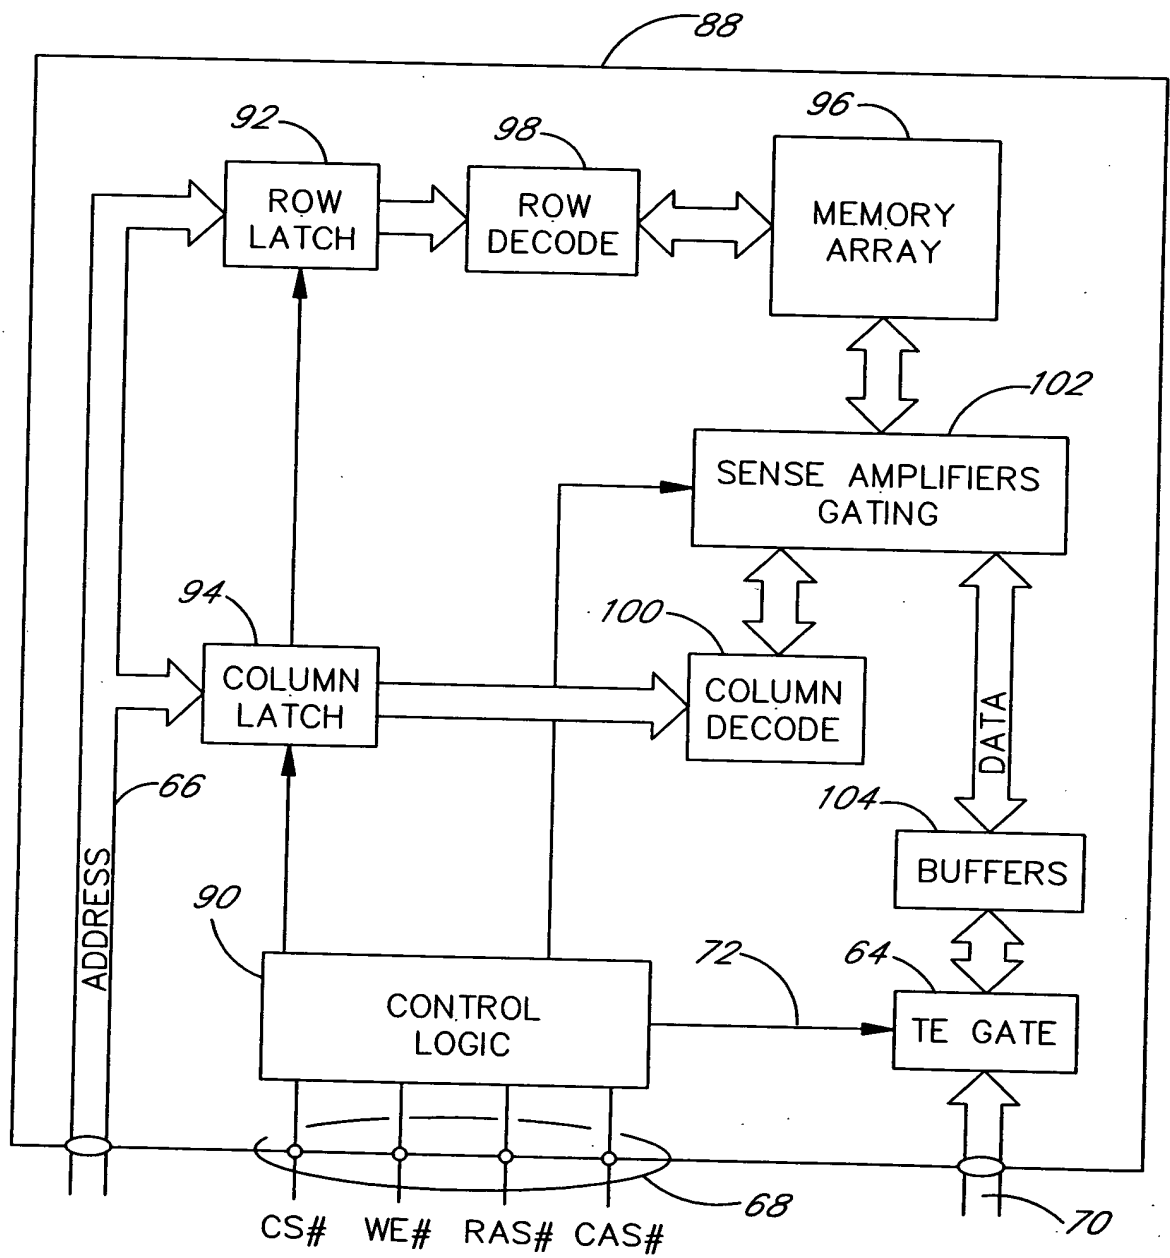 88
92
98
96
ROW
LATCH
ROW
DECODE
MEMORY
ARRAY
102
SENSE AMPLIFIERS
GATING
94
100
COLUMN
LATCH
COLUMN
DECODE
DATA
66
104
ADDRESS
BUFFERS
90
72
64
CONTROL
LOGIC
TE GATE
68
70
CS# WE# RAS# CAS#